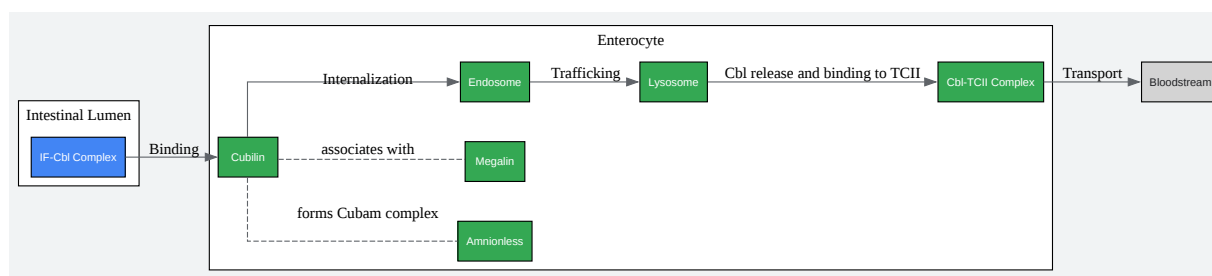 Enterocyte
Internalization
Endosome
Trafficking
Lysosome
Cbl release and binding to TCII
Cbl-TCII Complex
Transport
Bloodstream
Intestinal Lumen
IF-Cbl Complex
Binding
Cubilin
associates with
Megalin
forms Cubam complex
Amnionless